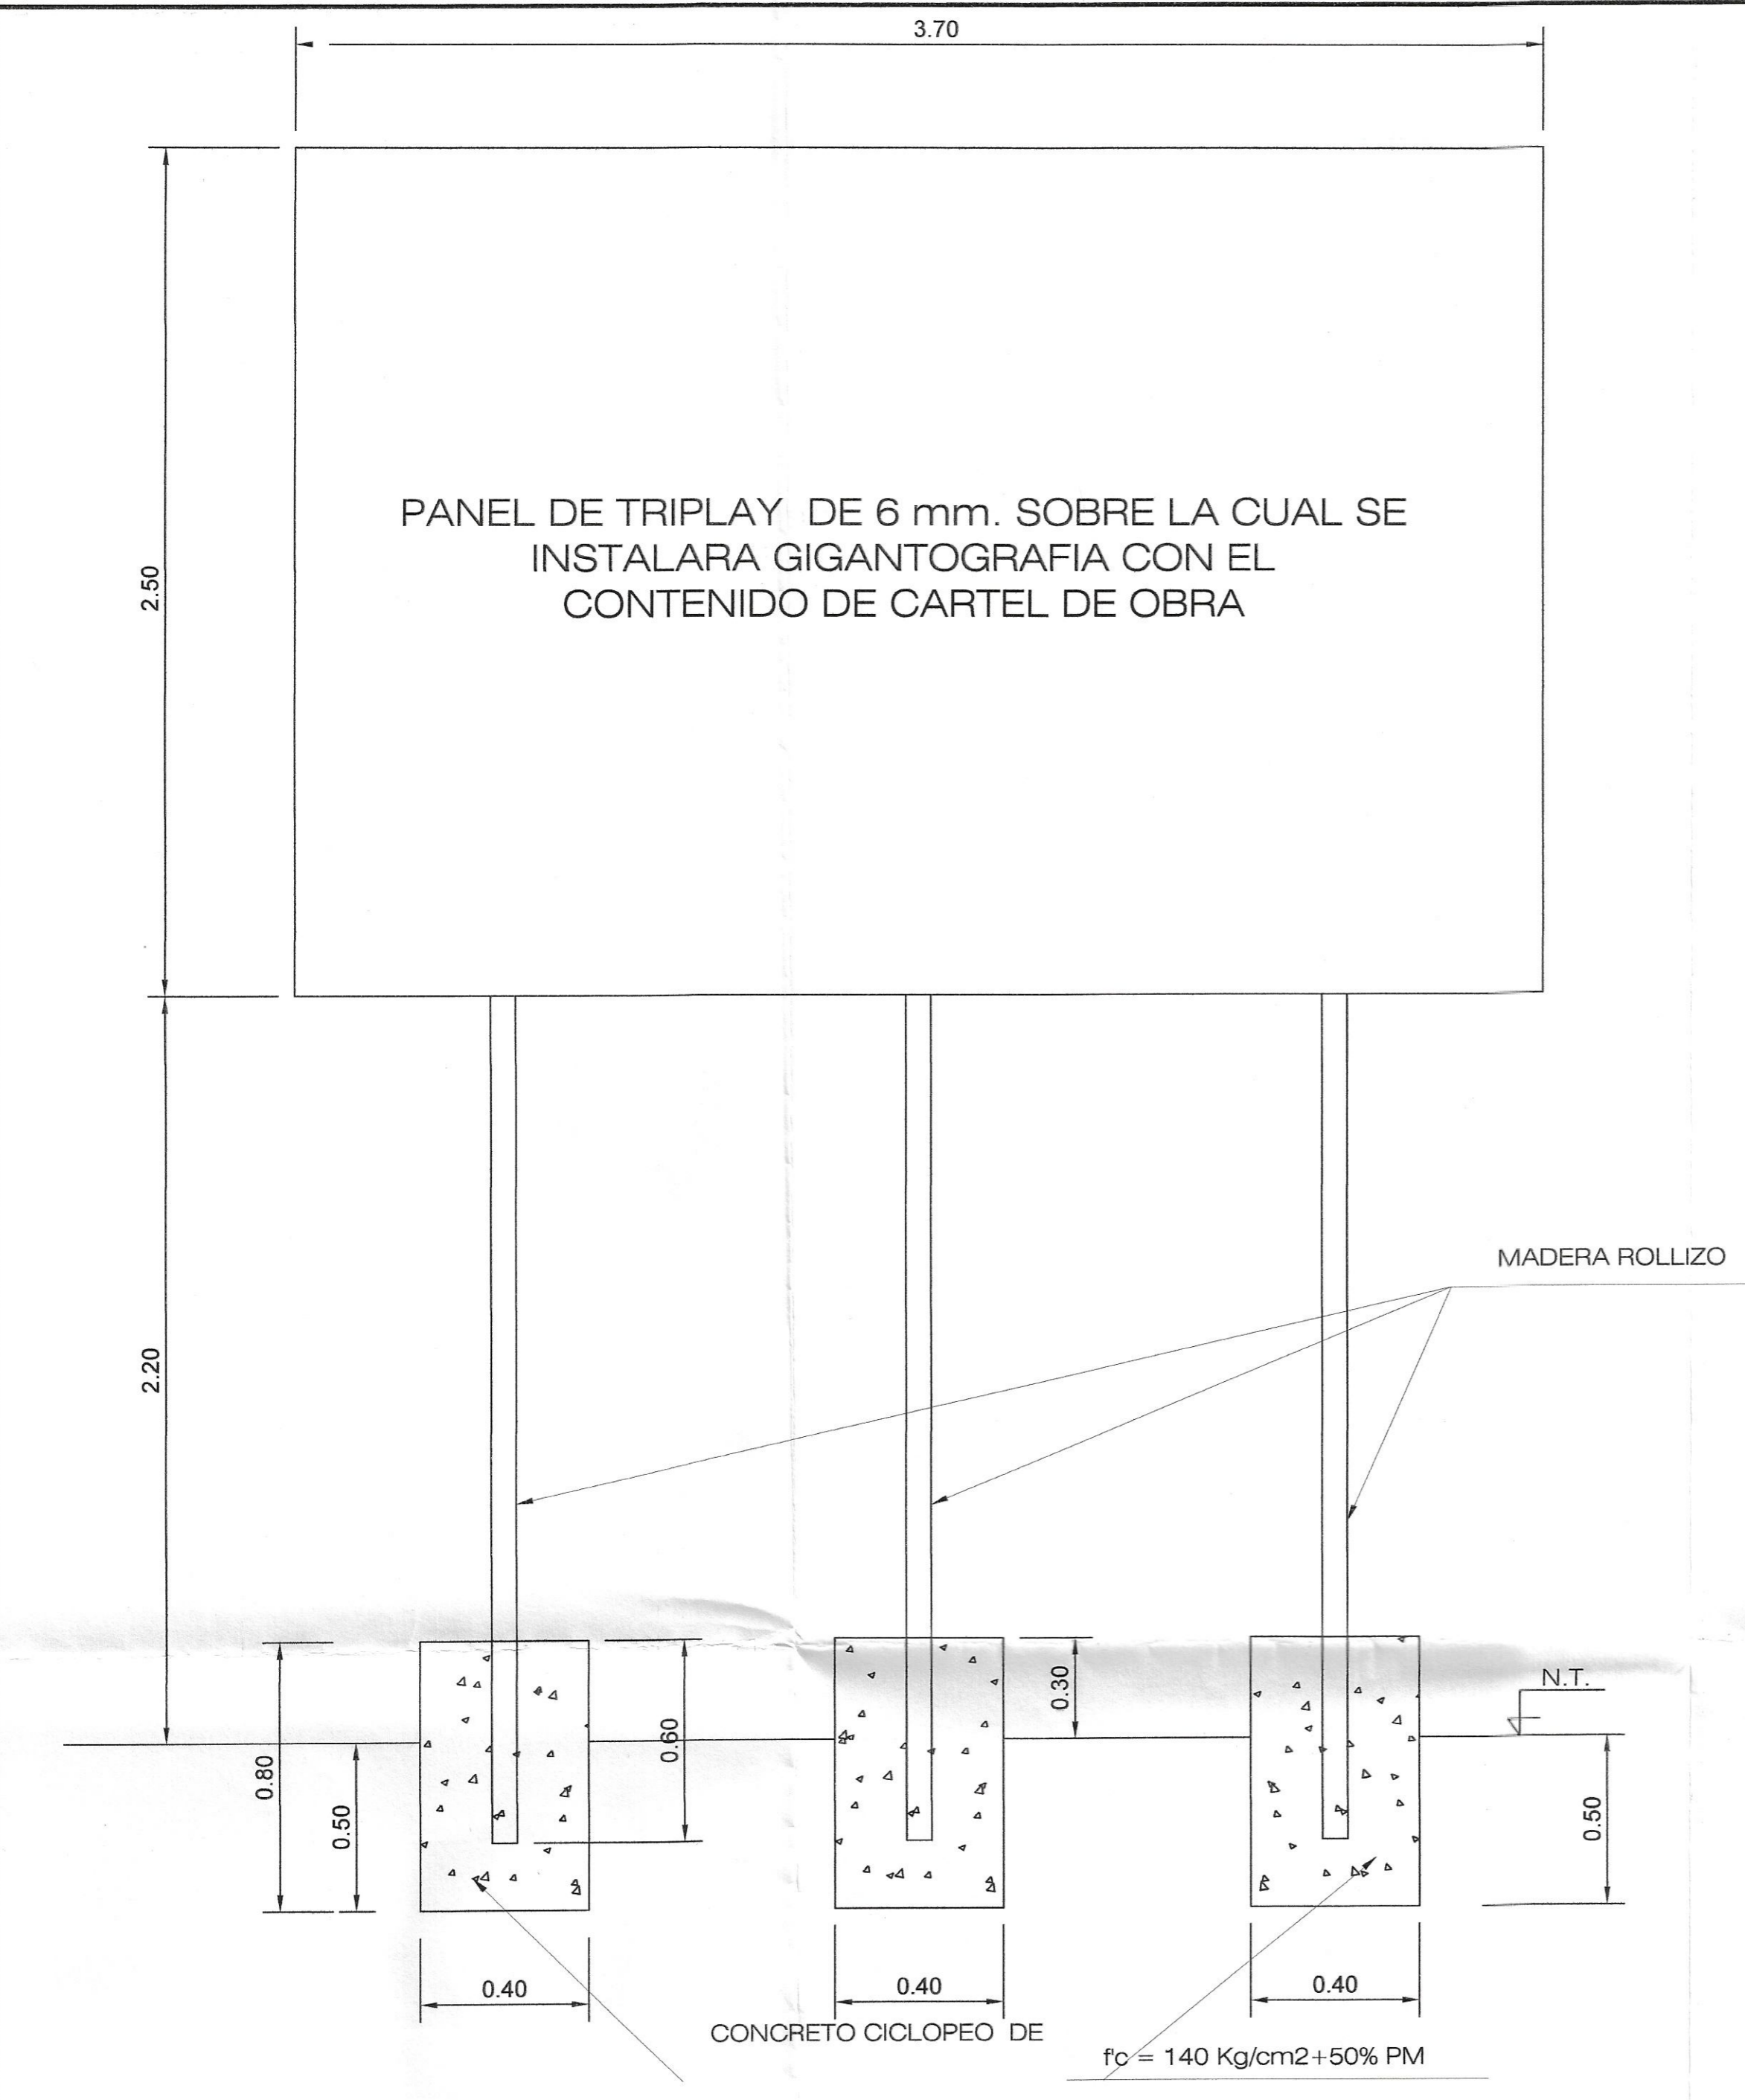 3.70
PANEL DE TRIPLAY DE 6 mm. SOBRE LA CUAL SE
INSTALARA GIGANTOGRAFIA CON EL
CONTENIDO DE CARTEL DE OBRA
2.50
MADERA ROLLIZO
2.20
0.80
0.50
0.60
0.30
N.T.
0.50
0.40
0.40
0.40
CONCRETO CICLOPEO DE
f'c = 140 Kg/cm2+50% PM